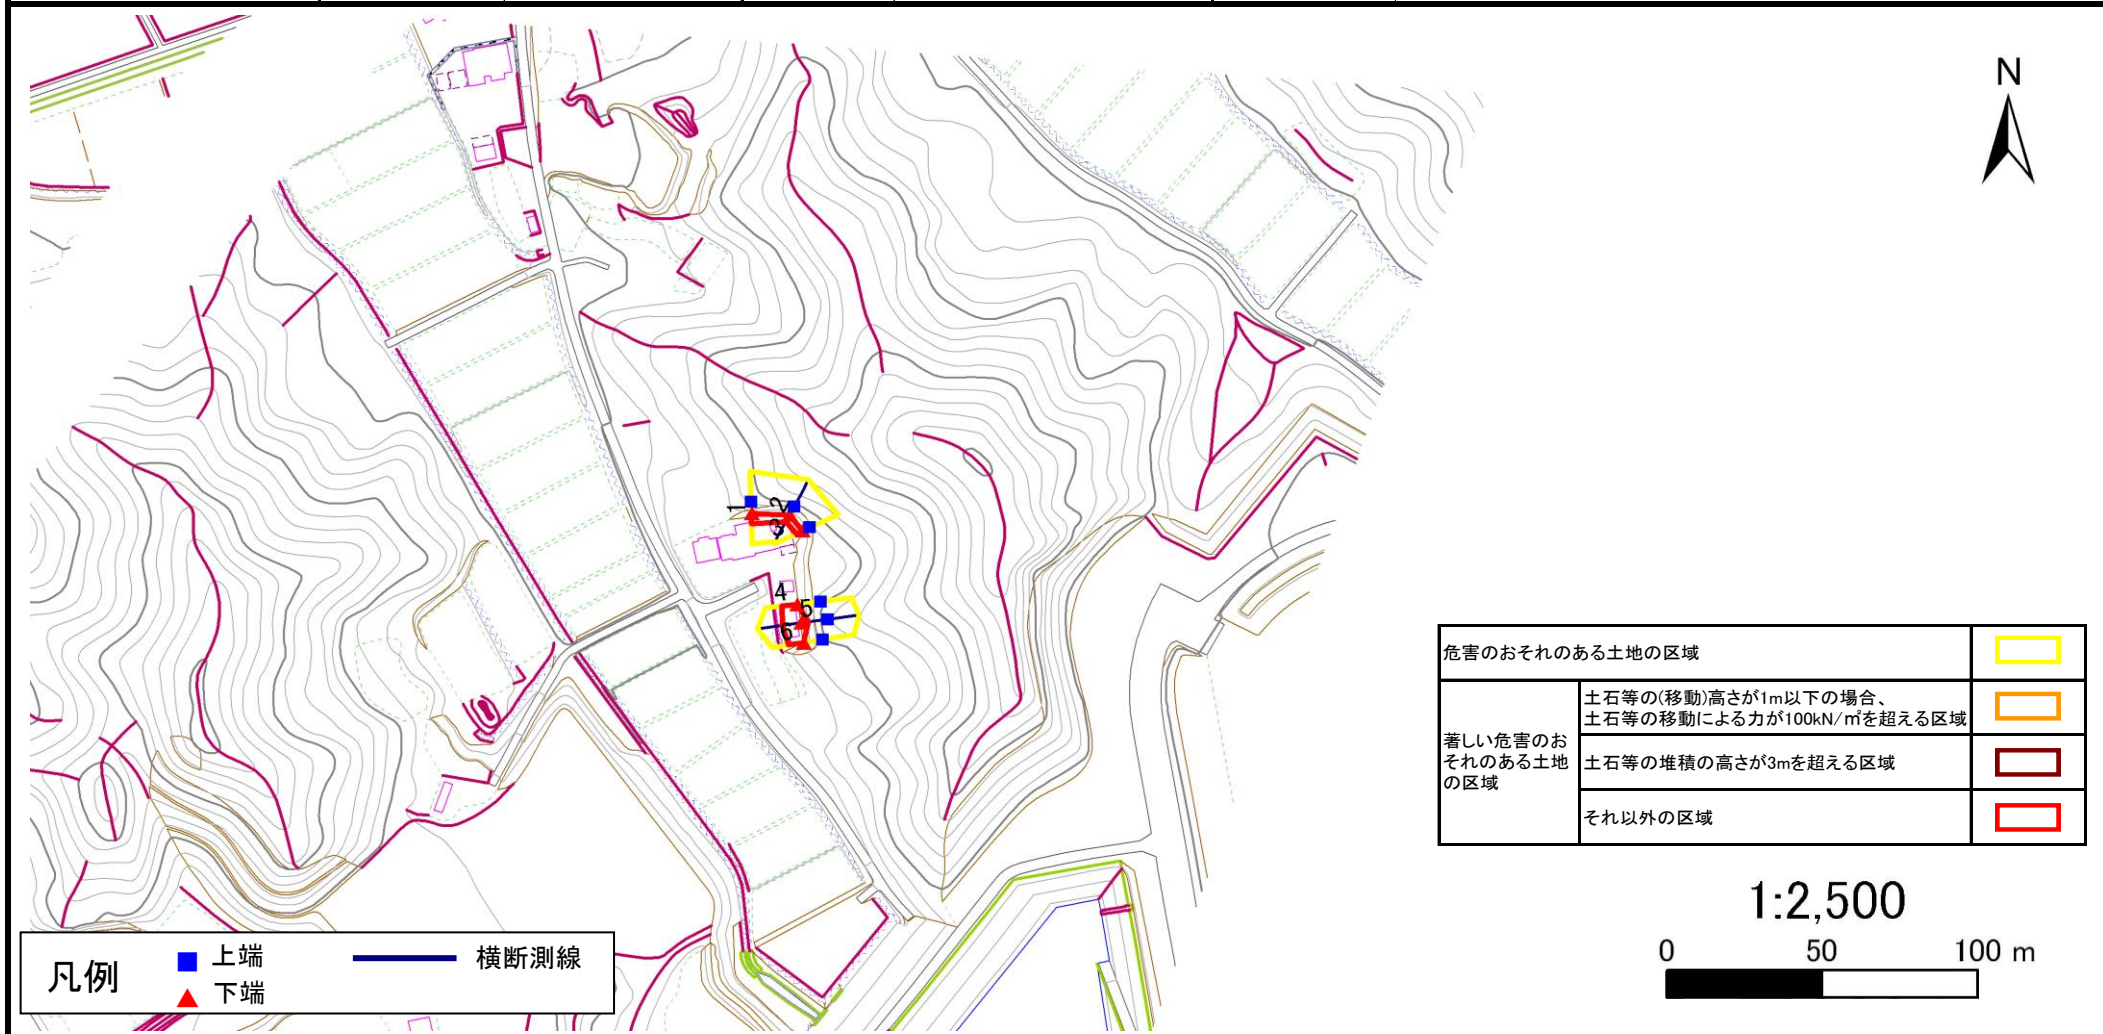 N
1
2
3
4
5
6
危害のおそれのある土地の区域
著しい危害のお
それのある土地
の区域
土石等の(移動)高さが1m以下の場合、
土石等の移動による力が100kN/㎡を超える区域
土石等の堆積の高さが3mを超える区域
それ以外の区域
1:2,500
0 50 100 m
凡例
上端
横断測線
下端